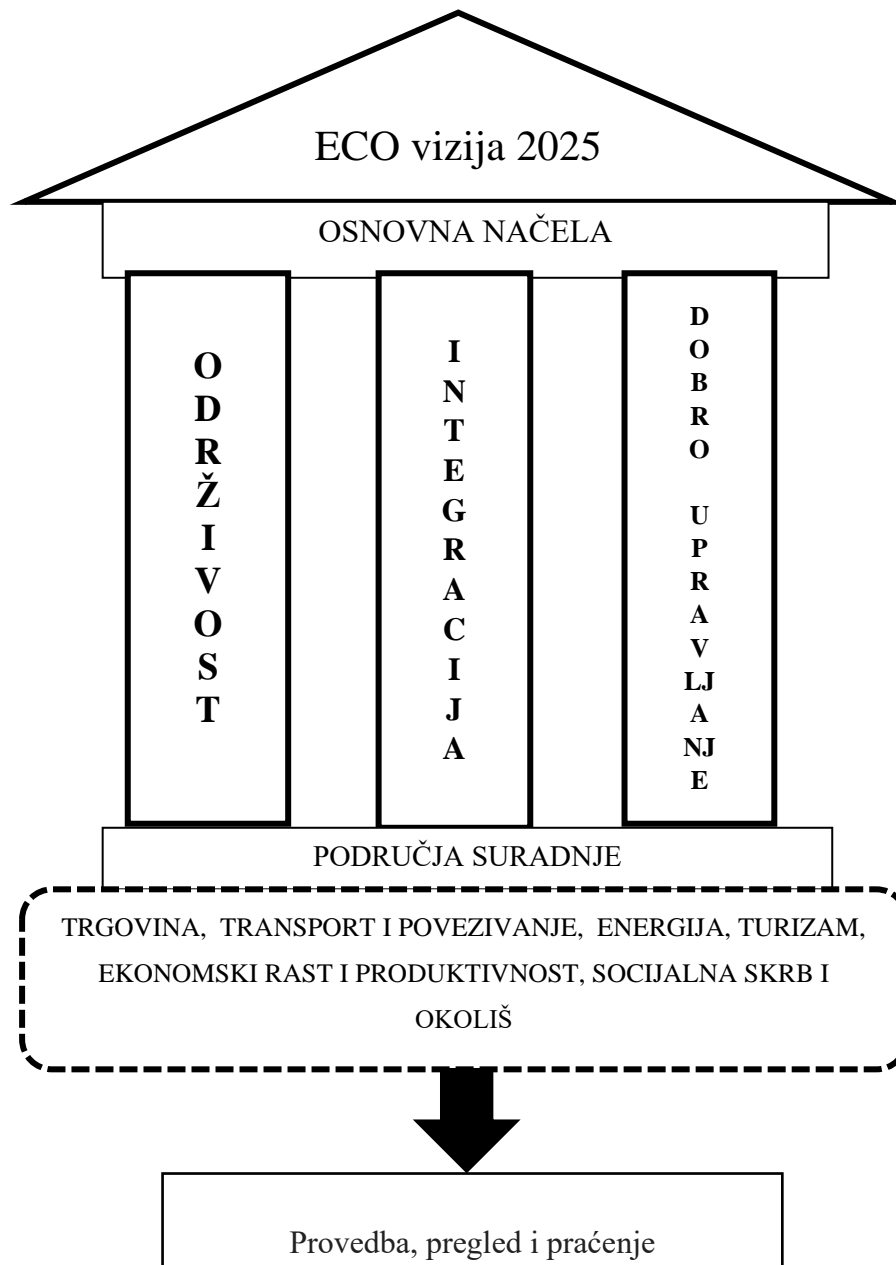 ECO vizija 2025
OSNOVNA NAČELA
ODRŽIVOST
INTEGRACIJA
DOBRO UPRAVLJANJE
PODRUČJA SURADNJE
TRGOVINA, TRANSPORT I POVEZIVANJE, ENERGIJA, TURIZAM,
EKONOMSKI RAST I PRODUKTIVNOST, SOCIJALNA SKRB I
OKOLIŠ
Provedba, pregled i praćenje